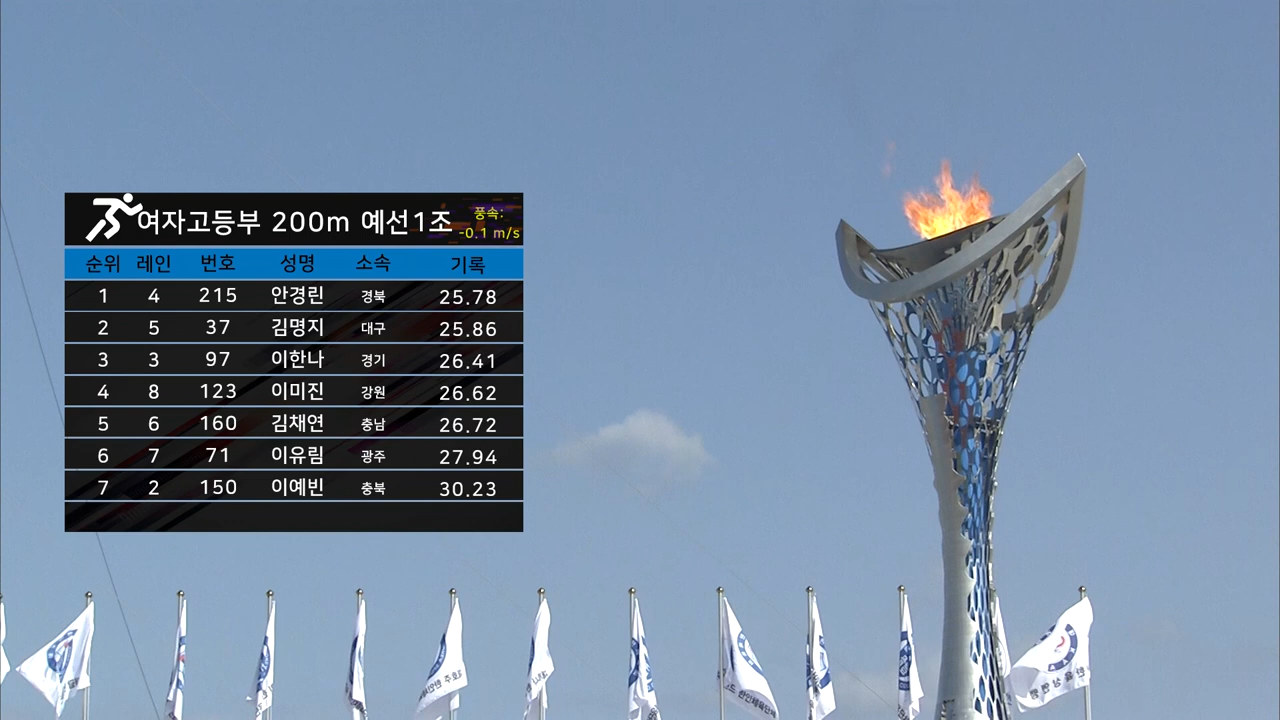 여자고등부 200m 예선1조 풍속: -0.1 m/s
순위 레인 번호 성명 소속 기록
1 4 215 안경린 경북 25.78
2 5 37 김명지 대구 25.86
3 3 97 이한나 경기 26.41
4 8 123 이미진 강원 26.62
5 6 160 김채연 충남 26.72
6 7 71 이유림 광주 27.94
7 2 150 이예빈 충북 30.23